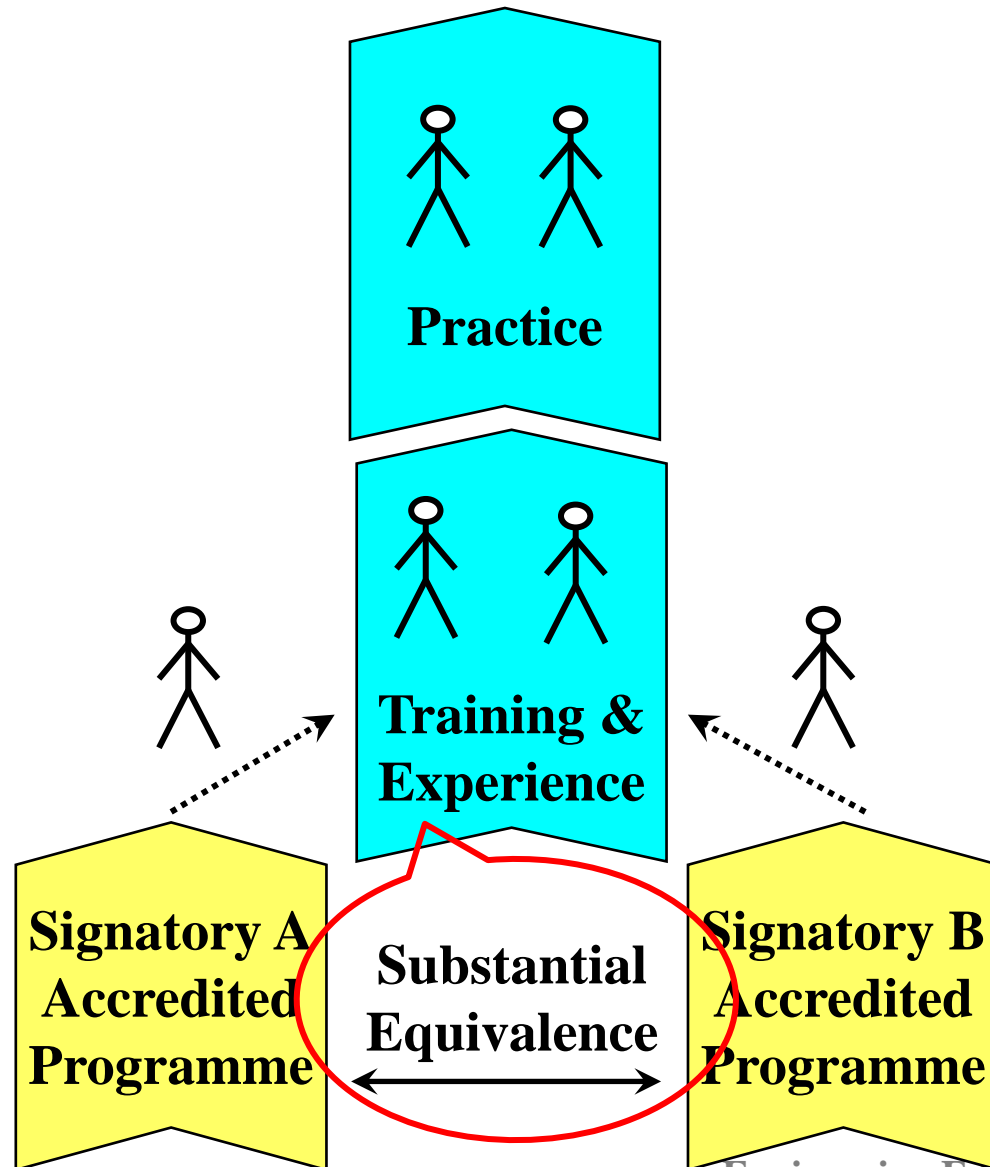 Practice
Training &
Experience
Signatory A
Accredited
Programme
Substantial
Equivalence
Signatory B
Accredited
Programme